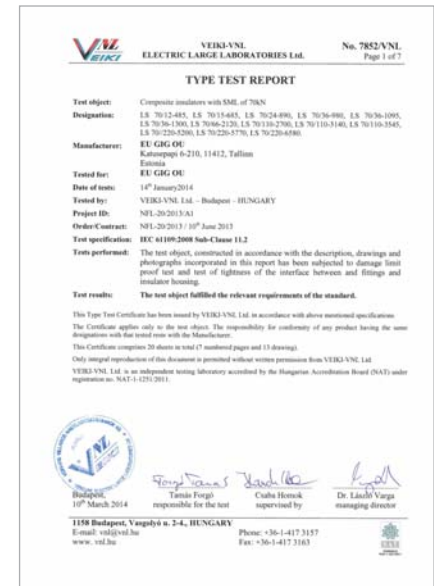 VNL
VEIKI
VEIKI-VNL
ELECTRIC LARGE LABORATORIES Ltd.
No. 7852/VNL
Page 1 of 7
TYPE TEST REPORT
Test object: Composite insulators with SML of 70kN
Designation: LS 70/12-485, LS 70/15-685, LS 70/24-890, LS 70/36-980, LS 70/36-1095,
LS 70/36-1300, LS 70/66-2120, LS 70/110-2700, LS 70/110-3140, LS 70/110-3545,
LS 70/220-5200, LS 70/220-5770, LS 70/220-6580.
Manufacturer: EU GIG OU
Katusepapi 6-210, 11412, Tallinn
Estonia
Tested for: EU GIG OU
Date of tests: 14th January2014
Tested by: VEIKI-VNL Ltd. – Budapest - HUNGARY
Project ID: NFL-20/2013/A1
Order/Contract: NFL-20/2013 / 10th June 2013
Test specification: IEC 61109:2008 Sub-Clause 11.2
Tests performed: The test object, constructed in accordance with the description, drawings and
photographs incorporated in this report has been subjected to damage limit
proof test and test of tightness of the interface between end fittings and
insulator housing.
Test results: The test object fulfilled the relevant requirements of the standard.
This Type Test Certificate has been issued by VEIKI-VNL Ltd. in accordance with above mentioned specifications.
The Certificate applies only to the test object. The responsibility for conformity of any product having the same
designations with that tested rests with the Manufacturer.
This Certificate comprises 20 sheets in total (7 numbered pages and 13 drawing).
Only integral reproduction of this document is permitted without written permission from VEIKI-VNL Ltd.
VEIKI-VNL Ltd. is an independent testing laboratory accredited by the Hungarian Accreditation Board (NAT) under
registration no. NAT-1-1251/2011.
VNL
Budapest,
10th March 2014
Tamás Forgó
responsible for the test
Csaba Homok
supervised by
Dr. László Varga
managing director
1158 Budapest, Vasgolyó u. 2-4., HUNGARY
E-mail: vnl@vnl.hu
www. vnl.hu
Phone: +36-1-417 3157
Fax: +36-1-417 3163